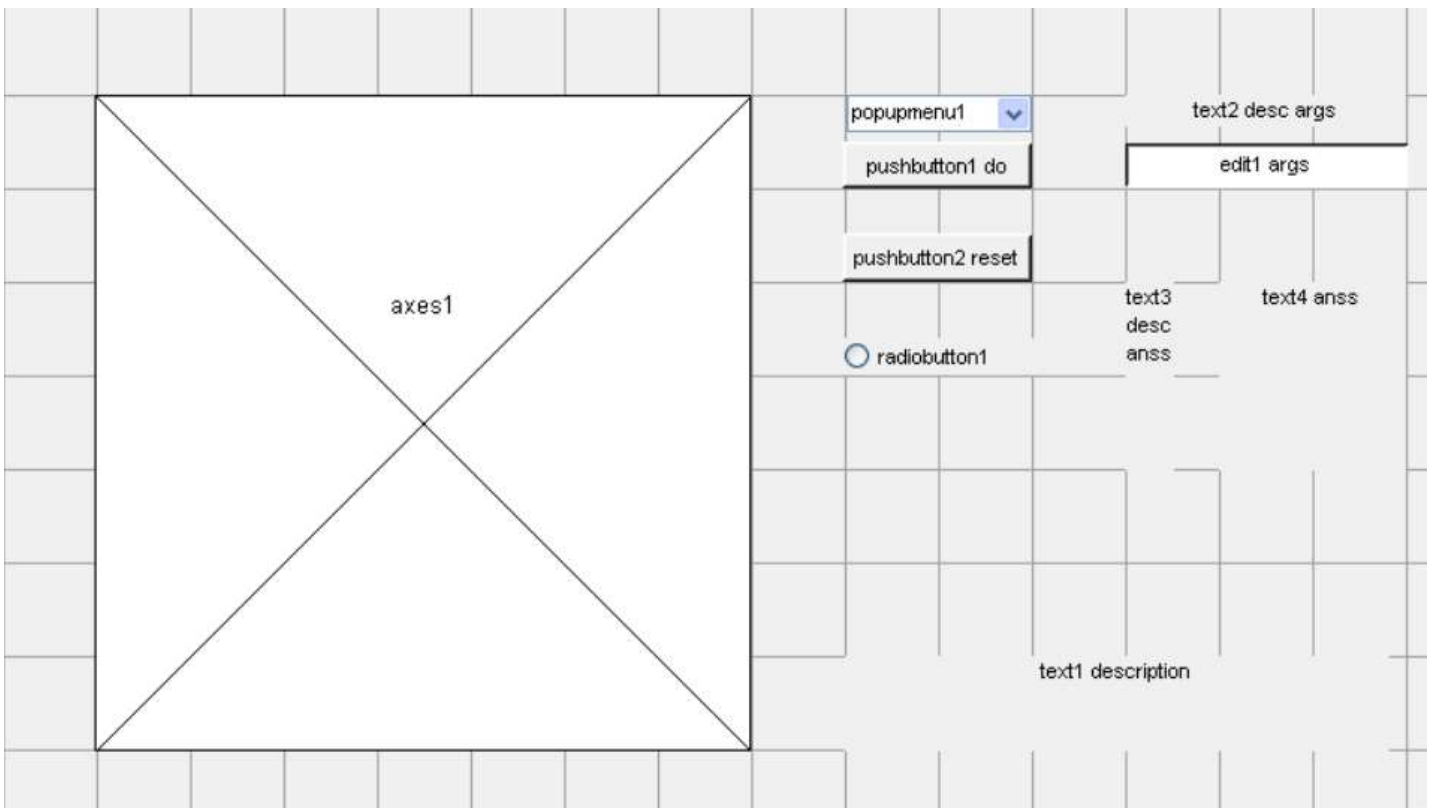 popupmenu1
text2 desc args
pushbutton1 do
edit1 args
pushbutton2 reset
axes1
text3
desc
anss
text4 anss
radiobutton1
text1 description